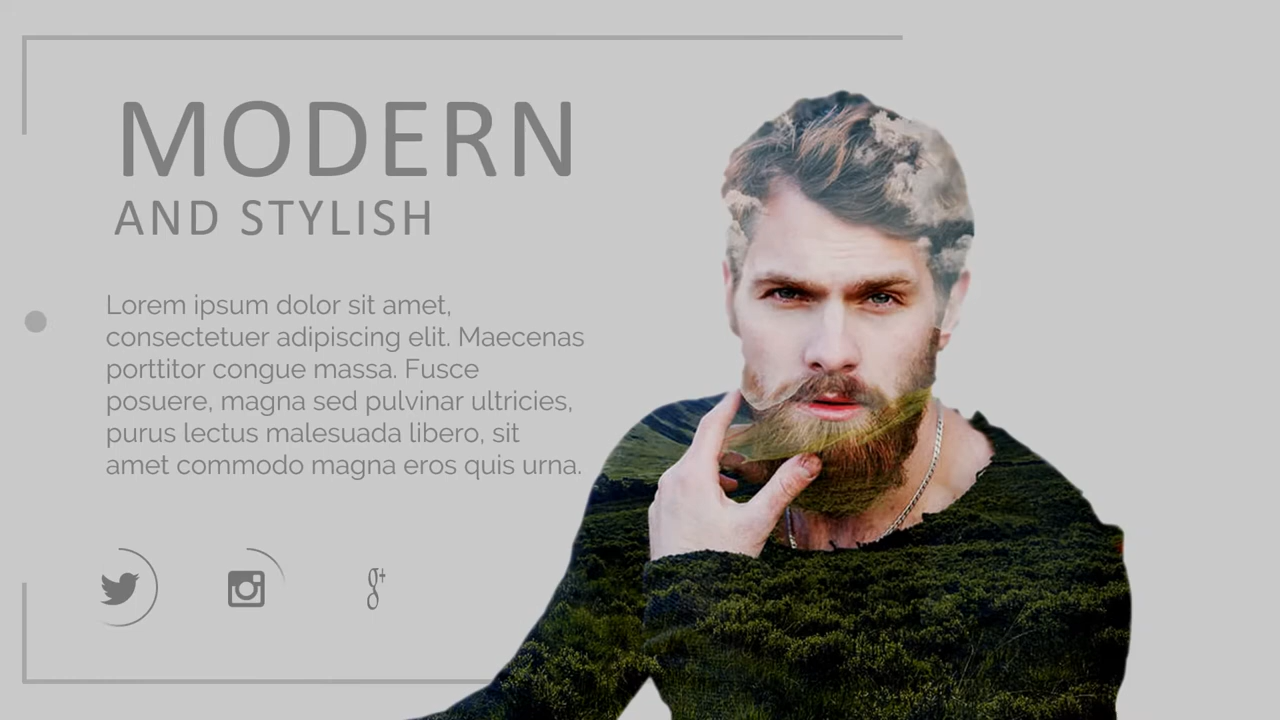 MODERN
AND STYLISH
Lorem ipsum dolor sit amet,
consectetuer adipiscing elit. Maecenas
porttitor congue massa. Fusce
posuere, magna sed pulvinar ultricies,
purus lectus malesuada libero, sit
amet commodo magna eros quis urna.
g+